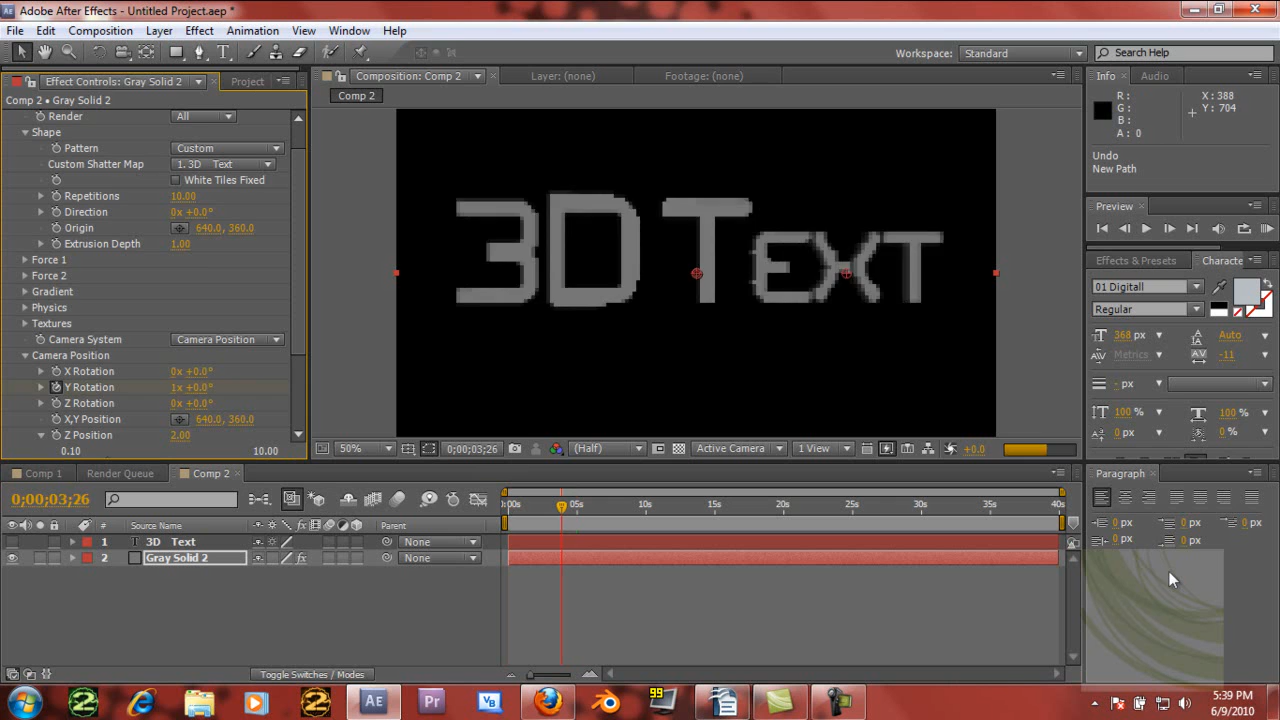 Adobe After Effects - Untitled Project.aep *
File Edit Composition Layer Effect Animation View Window Help
Workspace: Standard Search Help
Effect Controls: Gray Solid 2 Project
Comp 2 • Gray Solid 2
Render All
Shape
Pattern Custom
Custom Shatter Map 1. 3D Text
White Tiles Fixed
Repetitions 10.00
Direction 0x +0.0°
Origin 640.0, 360.0
Extrusion Depth 1.00
Force 1
Force 2
Gradient
Physics
Textures
Camera System Camera Position
Camera Position
X Rotation 0x +0.0°
Y Rotation 1x +0.0°
Z Rotation 0x +0.0°
X,Y Position 640.0, 360.0
Z Position 2.00
0.10 10.00
Composition: Comp 2 Layer: (none) Footage: (none)
Comp 2
3D Text
50% 0;00;03;26 (Half) Active Camera 1 View +0.0
Info Audio
R: X: 388
G: Y: 704
B:
A: 0
Undo
New Path
Preview
Effects & Presets Characte
01 Digitall
Regular
368 px Auto
Metrics -11
- px
100 % 100 %
0 px 0 %
Comp 1 Render Queue Comp 2
0;00;03;26
:00s 05s 10s 15s 20s 25s 30s 35s 40s
# Source Name Parent
1 T 3D Text None
2 Gray Solid 2 None
Toggle Switches / Modes
Paragraph
0 px 0 px 0 px
0 px 0 px
2 2 Ae Pr VB 99
5:39 PM
6/9/2010